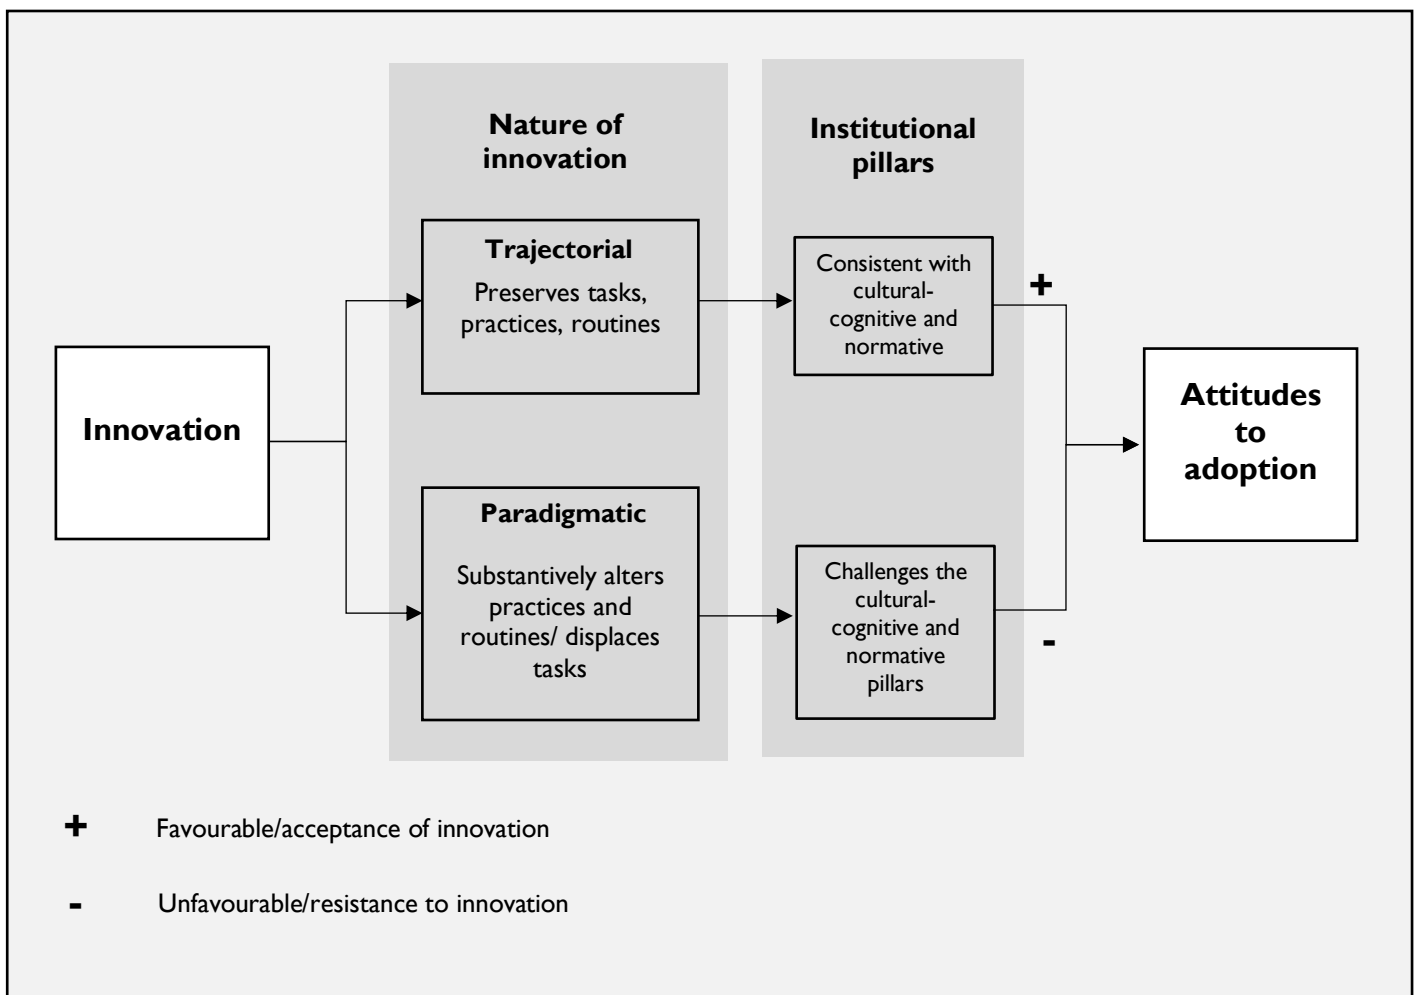 Nature of
innovation
Institutional
pillars
Trajectorial
Preserves tasks,
practices, routines
Consistent with
cultural-
cognitive and
normative
+
Innovation
Attitudes
to
adoption
Paradigmatic
Substantively alters
practices and
routines/ displaces
tasks
Challenges the
cultural-
cognitive and
normative
pillars
-
+ Favourable/acceptance of innovation
- Unfavourable/resistance to innovation